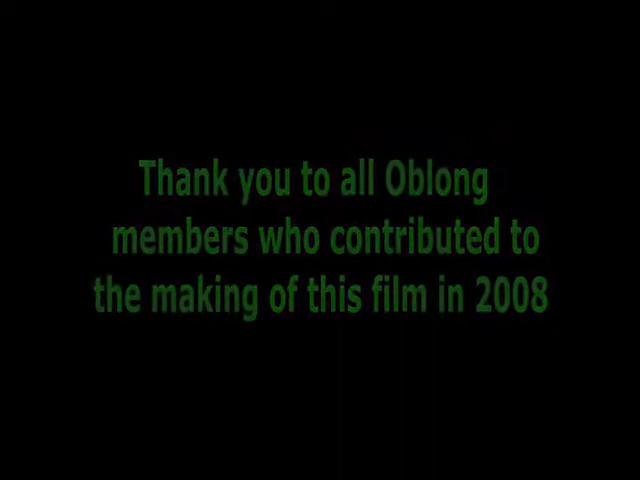 Thank you to all Oblong
members who contributed to
the making of this film in 2008